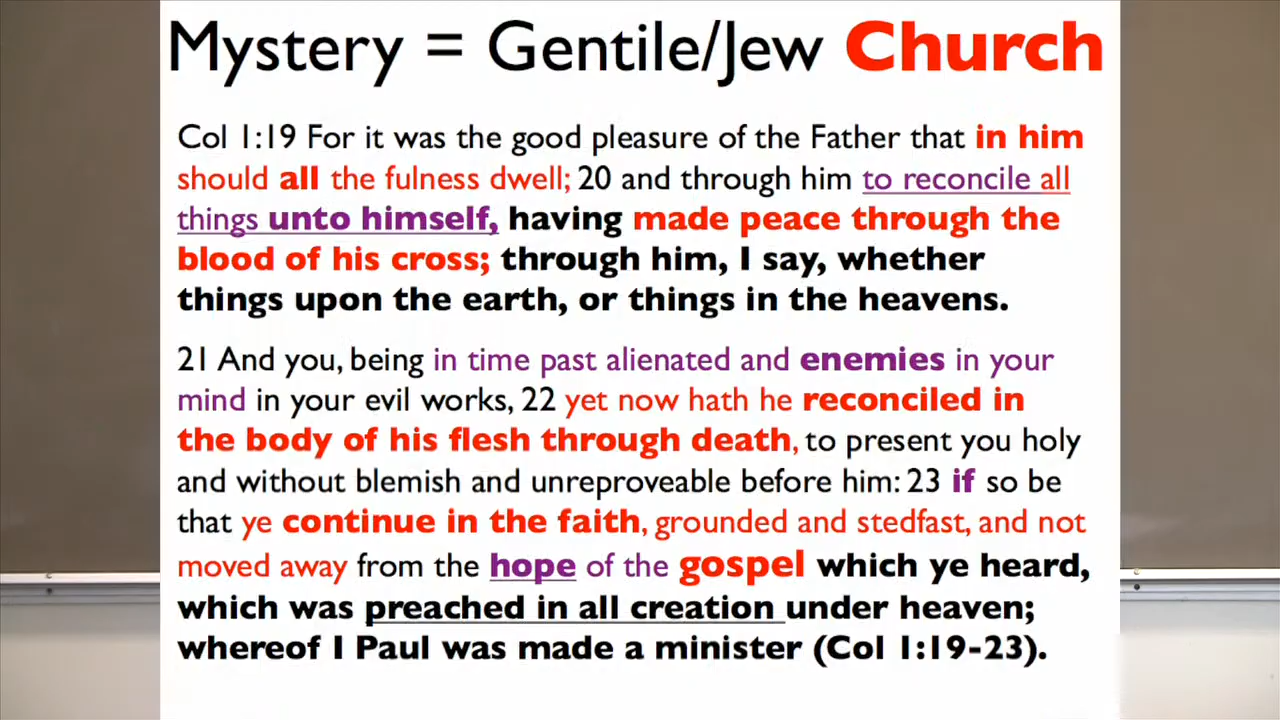 Mystery = Gentile/Jew Church
Col 1:19 For it was the good pleasure of the Father that in him
should all the fulness dwell; 20 and through him to reconcile all
things unto himself, having made peace through the
blood of his cross; through him, I say, whether
things upon the earth, or things in the heavens.
21 And you, being in time past alienated and enemies in your
mind in your evil works, 22 yet now hath he reconciled in
the body of his flesh through death, to present you holy
and without blemish and unreproveable before him: 23 if so be
that ye continue in the faith, grounded and stedfast, and not
moved away from the hope of the gospel which ye heard,
which was preached in all creation under heaven;
whereof I Paul was made a minister (Col 1:19-23).